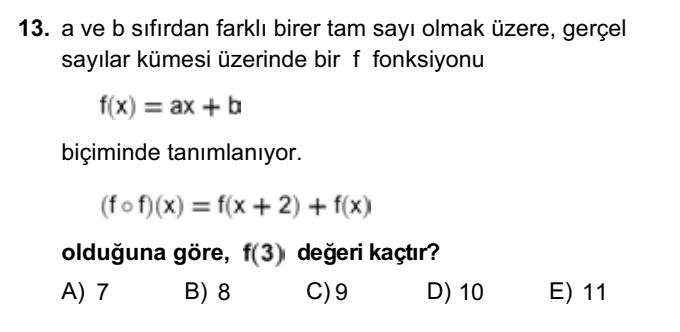 13. a ve b sıfırdan farklı birer tam sayı olmak üzere, gerçel
sayılar kümesi üzerinde bir f fonksiyonu
f(x) = ax + b
biçiminde tanımlanıyor.
(f∘f)(x) = f(x + 2) + f(x)
olduğuna göre, f(3) değeri kaçtır?
A) 7 B) 8 C) 9 D) 10 E) 11